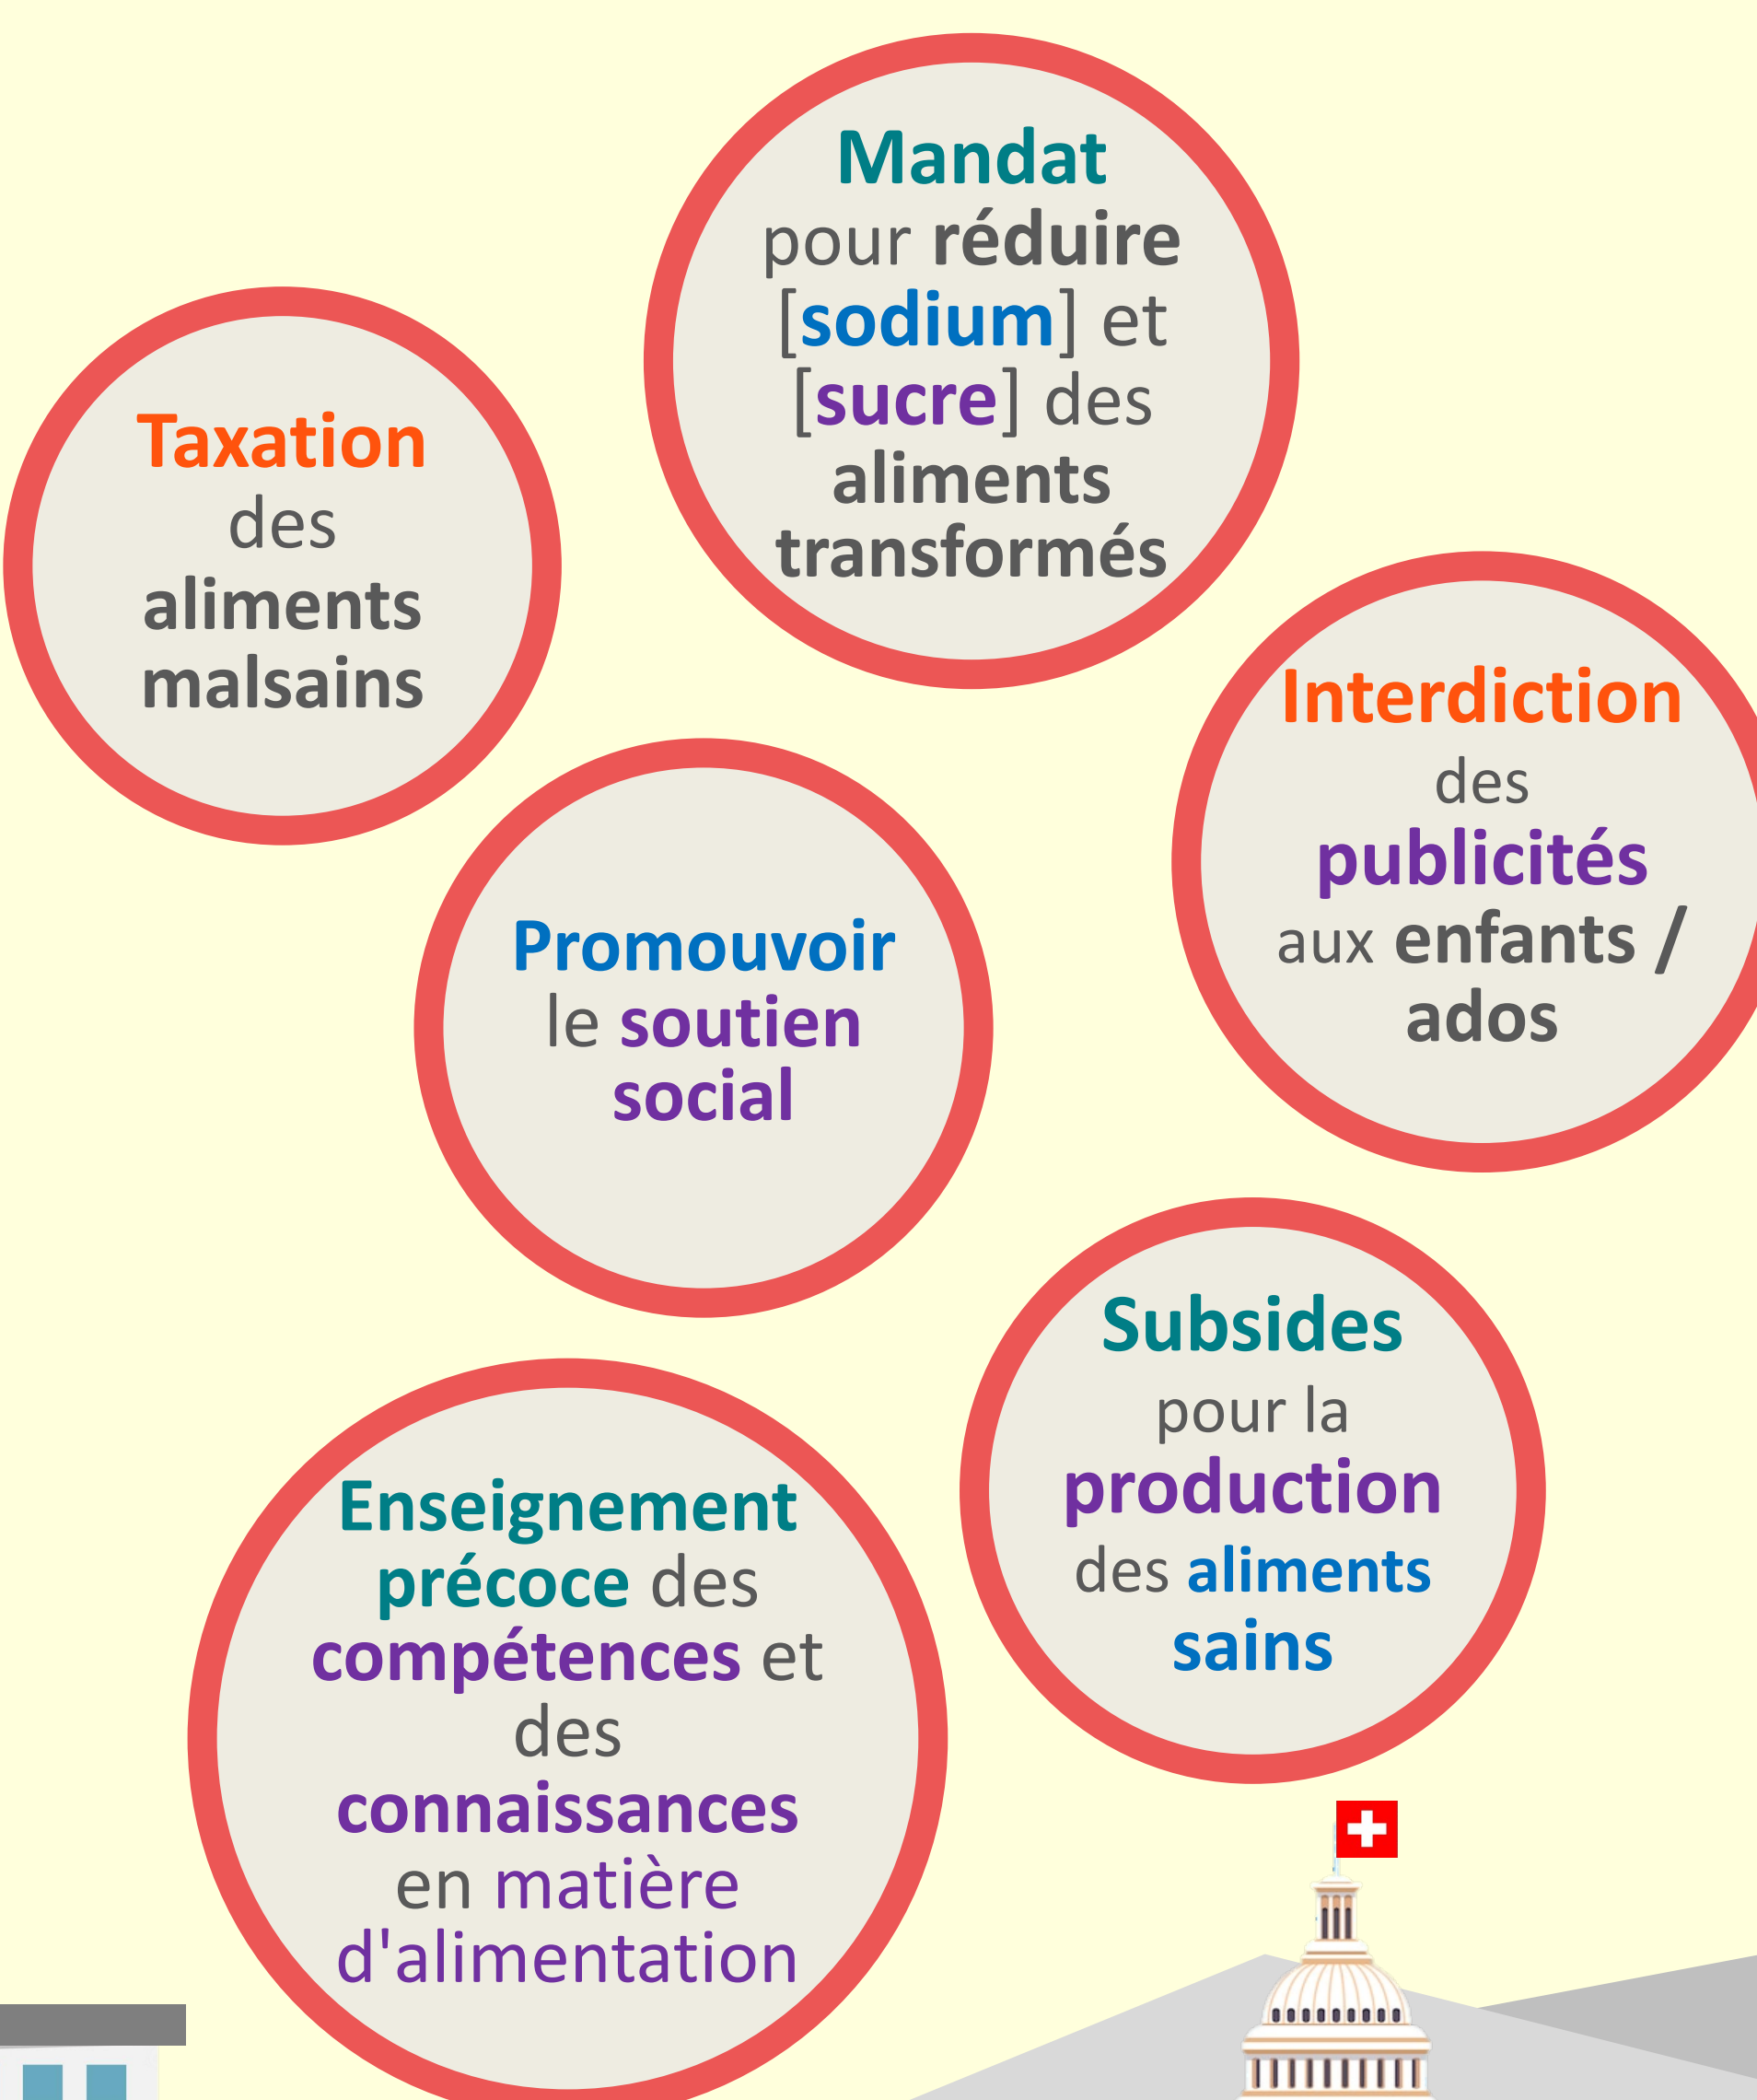 Mandat
pour réduire
[sodium] et
[sucre] des
aliments
transformés
Taxation
des
aliments
malsains
Interdiction
des
publicités
aux enfants /
ados
Promouvoir
le soutien
social
Subsides
pour la
production
des aliments
sains
Enseignement
précoce des
compétences et
des
connaissances
en matière
d'alimentation